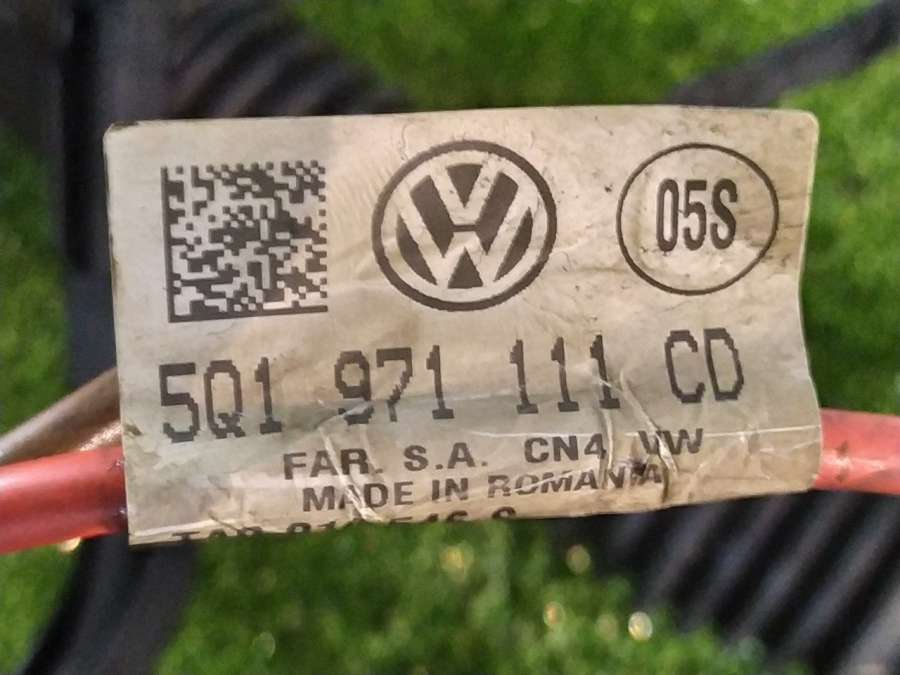 05S
5Q1 971 111 CD
FAR. S.A. CN4 VW
MADE IN ROMANIA